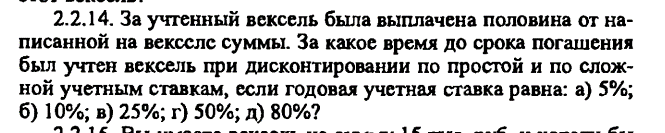 2.2.14. За учтенный вексель была выплачена половина от на-
писанной на векселе суммы. За какое время до срока погашения
был учтен вексель при дисконтировании по простой и по слож-
ной учетным ставкам, если годовая учетная ставка равна: а) 5%;
б) 10%; в) 25%; г) 50%; д) 80%?